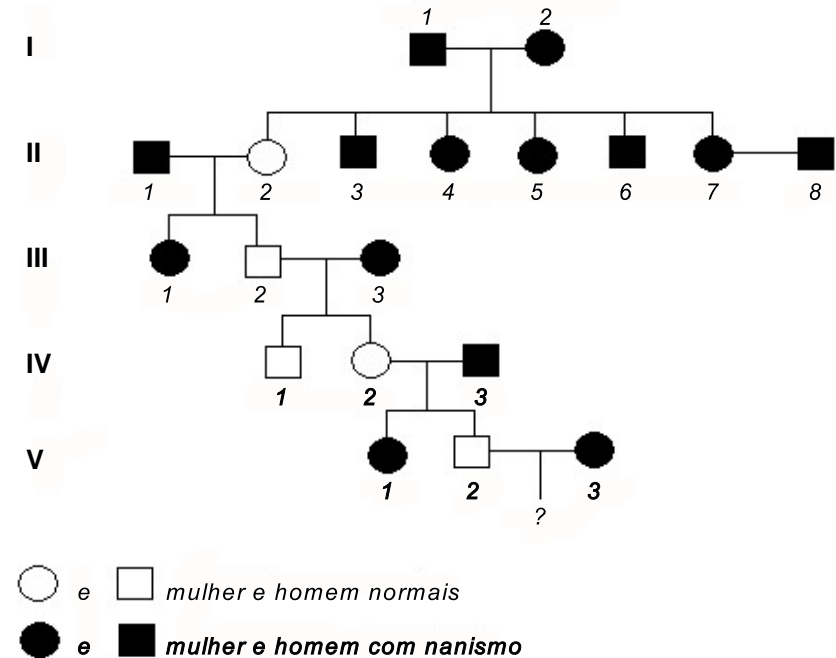 1 2
I
II
1 2 3 4 5 6 7 8
III
1 2 3
IV
1 2 3
V
1 2 3
?
e mulher e homem normais
e mulher e homem com nanismo